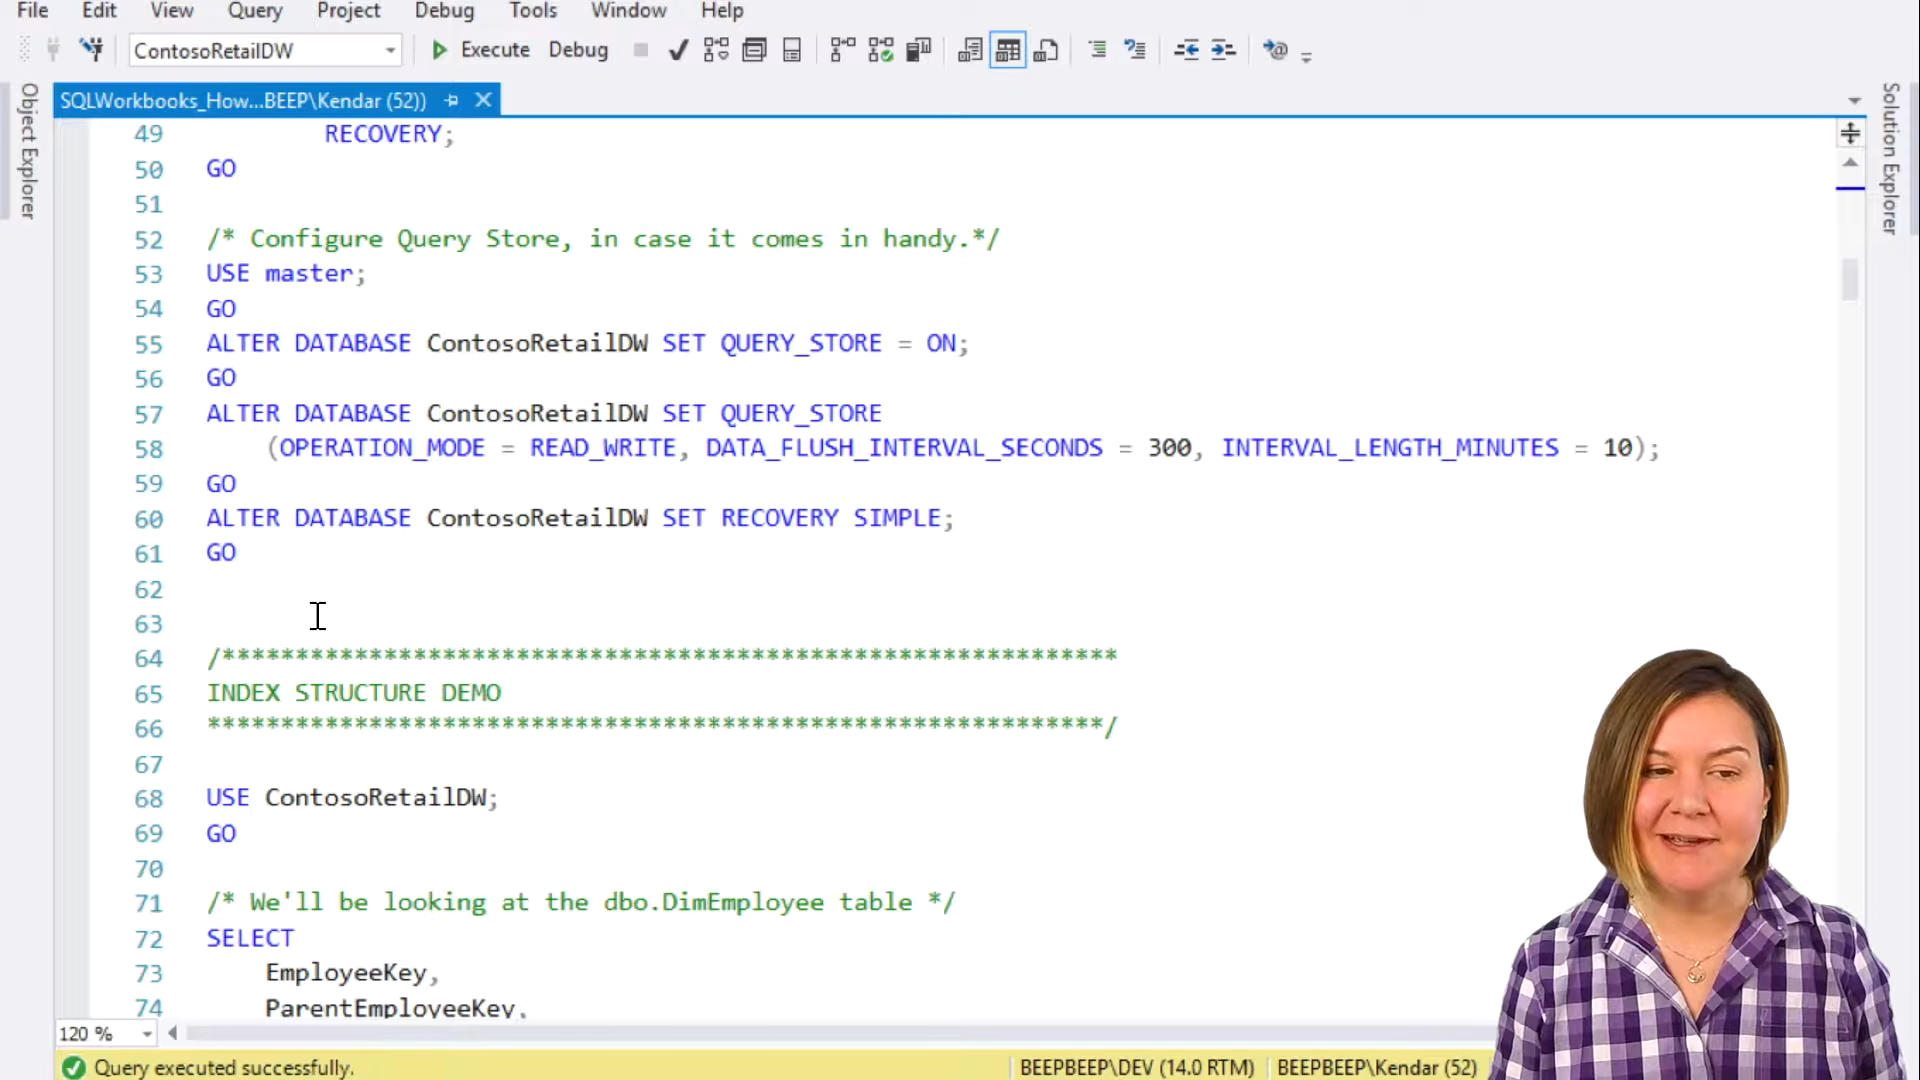 File Edit View Query Project Debug Tools Window Help
ContosoRetailDW Execute Debug
SQLWorkbooks_How...BEEP\Kendar (52))
Object Explorer
Solution Explorer
49 RECOVERY;
50 GO
51
52 /* Configure Query Store, in case it comes in handy.*/
53 USE master;
54 GO
55 ALTER DATABASE ContosoRetailDW SET QUERY_STORE = ON;
56 GO
57 ALTER DATABASE ContosoRetailDW SET QUERY_STORE
58 (OPERATION_MODE = READ_WRITE, DATA_FLUSH_INTERVAL_SECONDS = 300, INTERVAL_LENGTH_MINUTES = 10);
59 GO
60 ALTER DATABASE ContosoRetailDW SET RECOVERY SIMPLE;
61 GO
62
63
64 /*************************************************************
65 INDEX STRUCTURE DEMO
66 *************************************************************/
67
68 USE ContosoRetailDW;
69 GO
70
71 /* We'll be looking at the dbo.DimEmployee table */
72 SELECT
73 EmployeeKey,
74 ParentEmployeeKey,
120 %
Query executed successfully. BEEPBEEP\DEV (14.0 RTM) BEEPBEEP\Kendar (52)